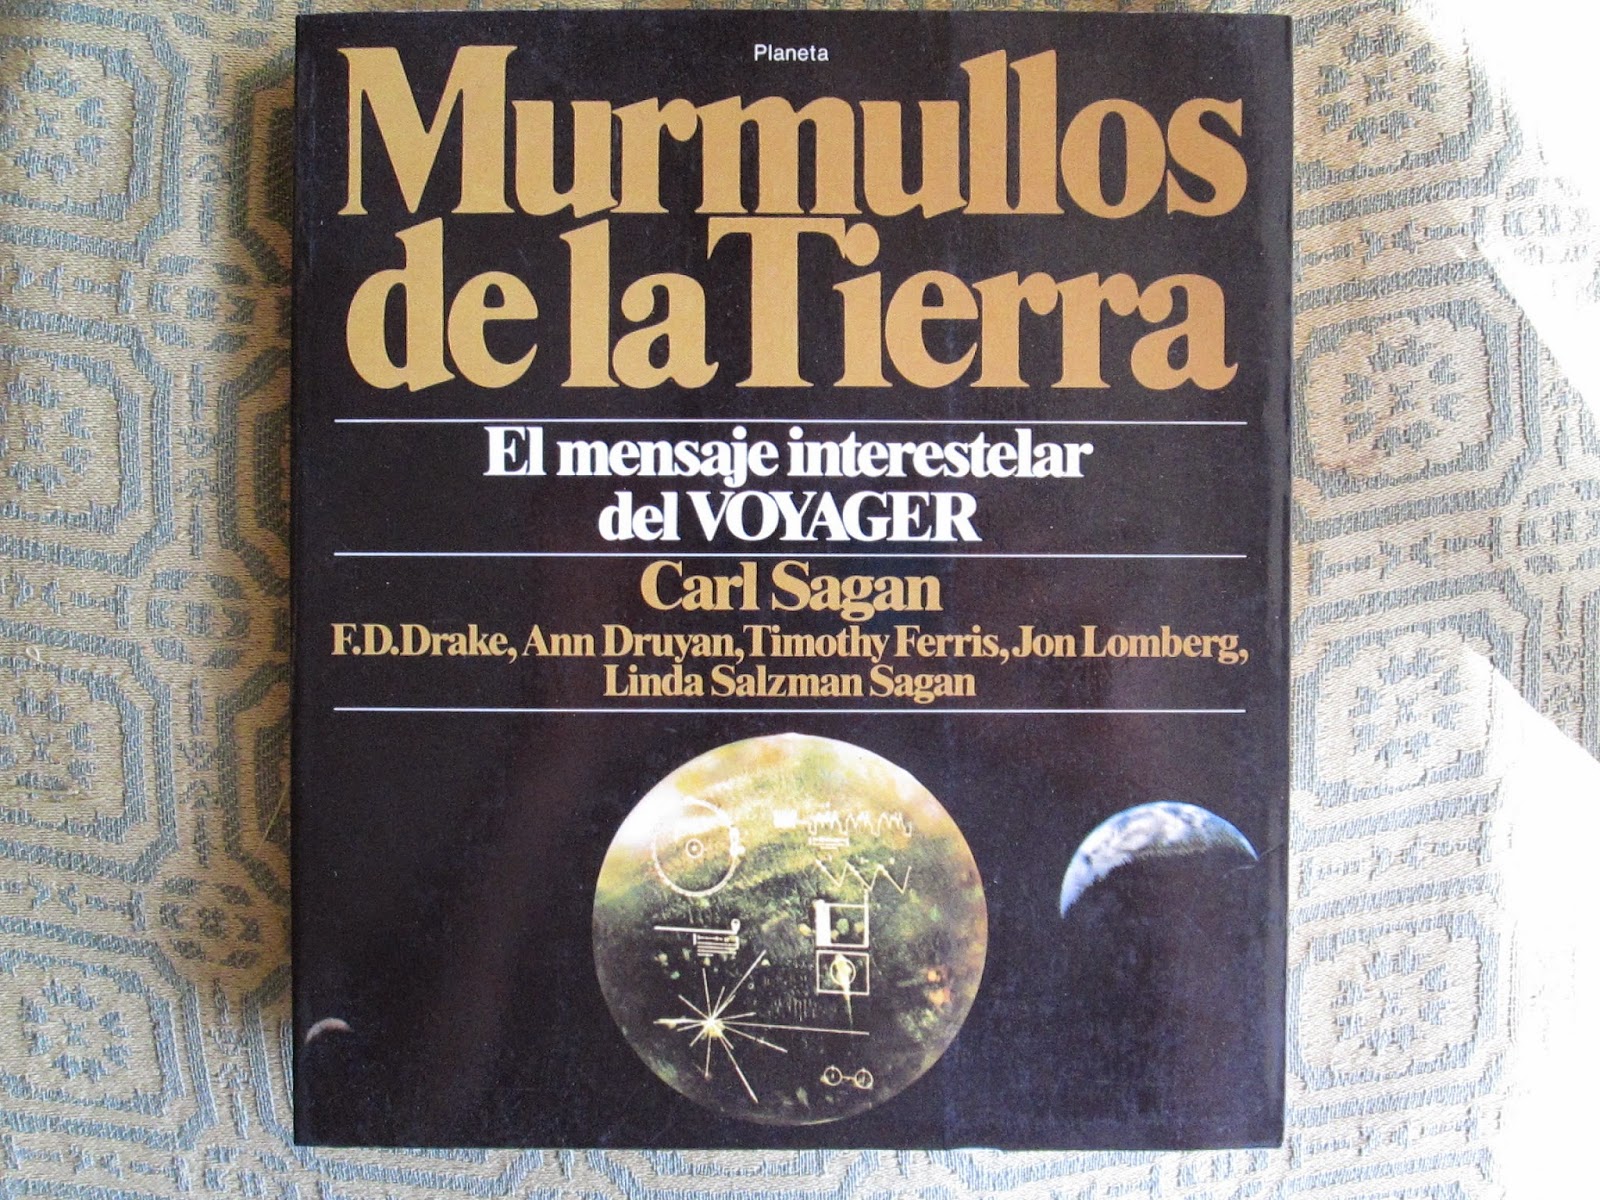 Planeta
Murmullos
de la Tierra
El mensaje interestelar
del VOYAGER
Carl Sagan
F.D.Drake, Ann Druyan, Timothy Ferris, Jon Lomberg,
Linda Salzman Sagan